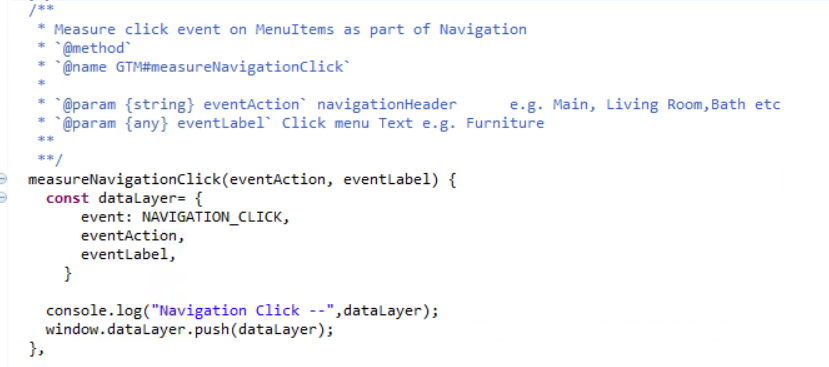 /**
 * Measure click event on MenuItems as part of Navigation
 * `@method`
 * `@name GTM#measureNavigationClick`
 *
 * `@param {string} eventAction` navigationHeader      e.g. Main, Living Room,Bath etc
 * `@param {any} eventLabel` Click menu Text e.g. Furniture
 **
 **/
measureNavigationClick(eventAction, eventLabel) {
  const dataLayer= {
      event: NAVIGATION_CLICK,
      eventAction,
      eventLabel,
    }

  console.log("Navigation Click --",dataLayer);
  window.dataLayer.push(dataLayer);
},